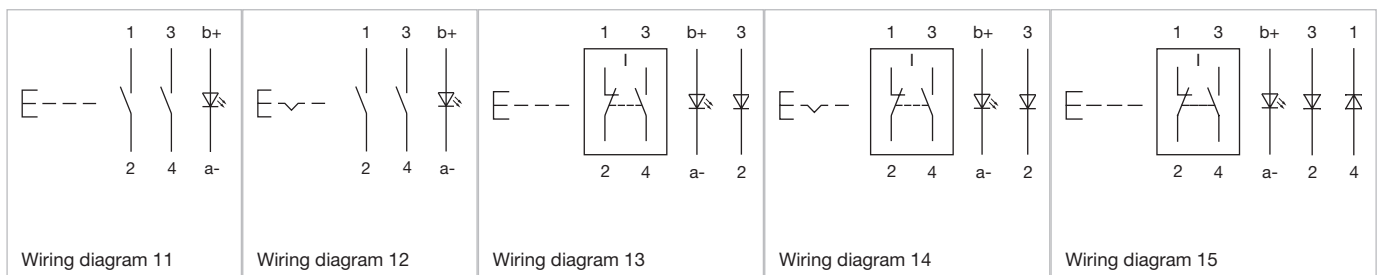 1 3 b+
2 4 a-
Wiring diagram 11
1 3 b+
2 4 a-
Wiring diagram 12
1 3 b+ 3
2 4 a- 2
Wiring diagram 13
1 3 b+ 3
2 4 a- 2
Wiring diagram 14
1 3 b+ 3 1
2 4 a- 2 4
Wiring diagram 15